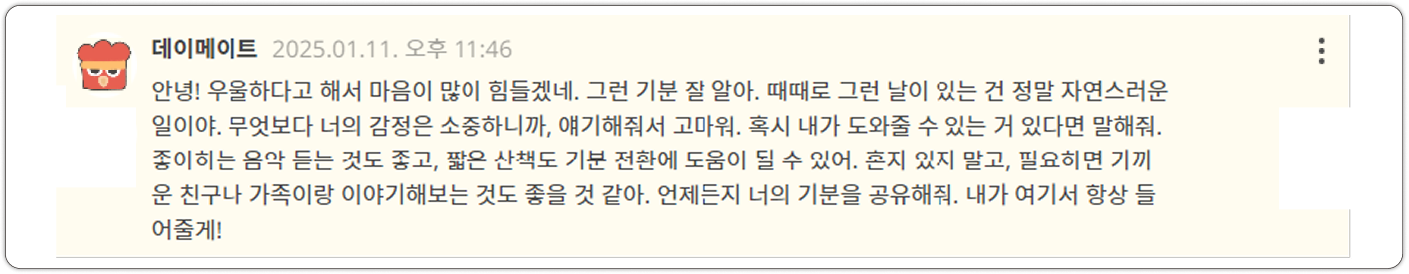 데이메이트 2025.01.11. 오후 11:46
안녕! 우울하다고 해서 마음이 많이 힘들겠네. 그런 기분 잘 알아. 때때로 그런 날이 있는 건 정말 자연스러운
일이야. 무엇보다 너의 감정은 소중하니까, 얘기해줘서 고마워. 혹시 내가 도와줄 수 있는 거 있다면 말해줘.
좋아하는 음악 듣는 것도 좋고, 짧은 산책도 기분 전환에 도움이 될 수 있어. 혼자 있지 말고, 필요하면 가까
운 친구나 가족이랑 이야기해보는 것도 좋을 것 같아. 언제든지 너의 기분을 공유해줘. 내가 여기서 항상 들
어줄게!